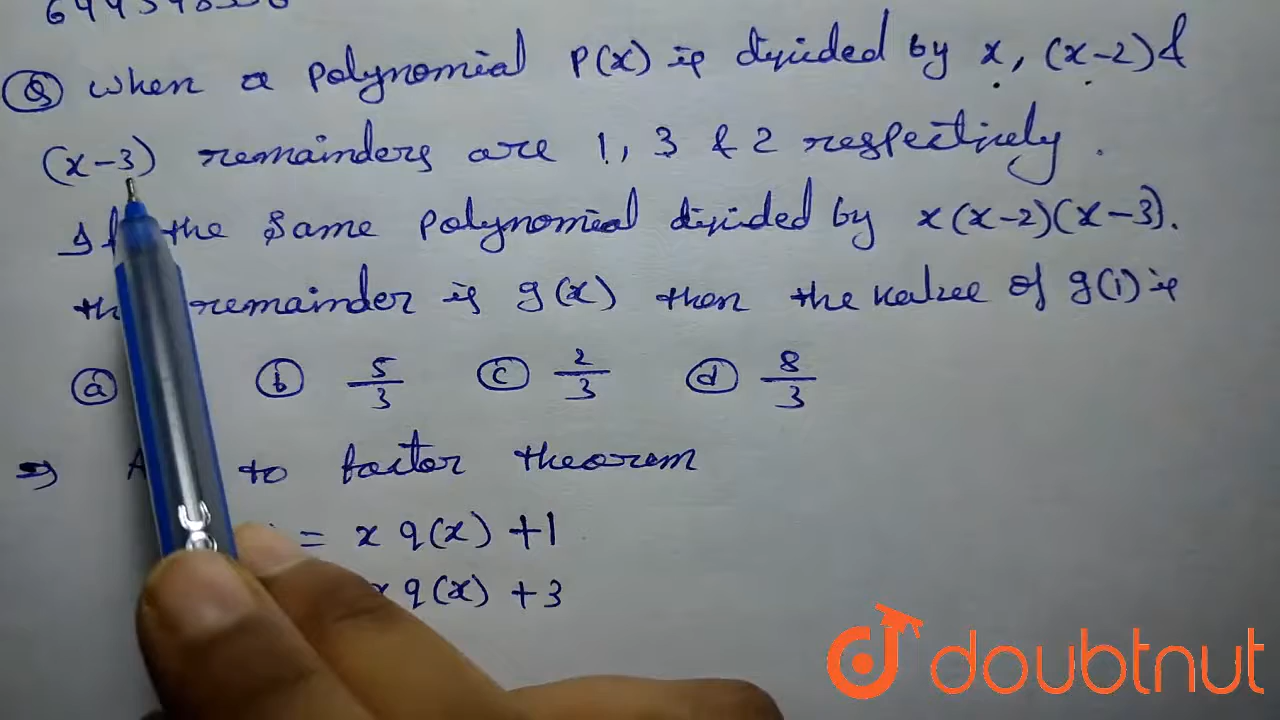 Q When a polynomial P(x) is divided by x, (x-2) &
(x-3) remainders are 1, 3 & 2 respectively.
the same polynomial divided by x(x-2)(x-3).
remainder is g(x) then the value of g(1) is
a b 5/3 c 2/3 d 8/3
⇒ to factor theorem
= x q(x) +1
q(x) +3
doubtnut